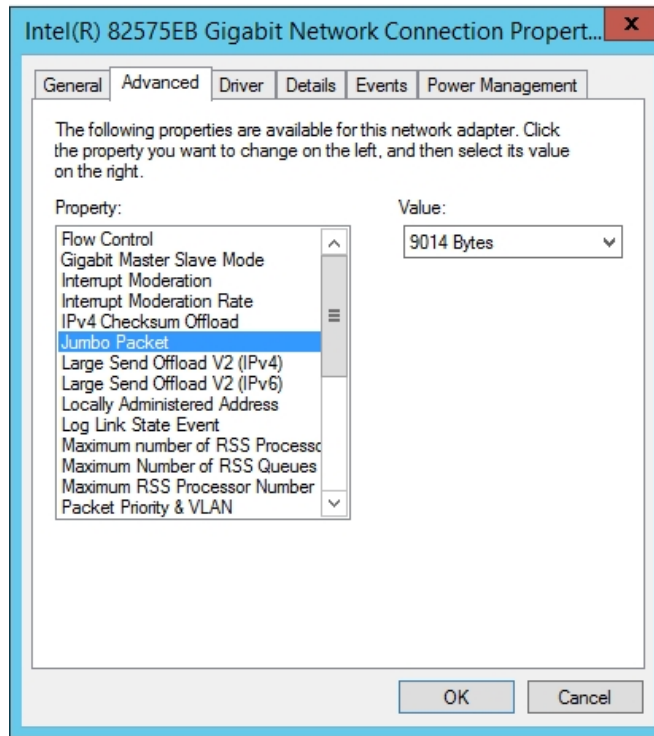 Intel(R) 82575EB Gigabit Network Connection Propert...
x
General
Advanced
Driver
Details
Events
Power Management
The following properties are available for this network adapter. Click
the property you want to change on the left, and then select its value
on the right.
Property:
Value:
Flow Control
Gigabit Master Slave Mode
Interrupt Moderation
Interrupt Moderation Rate
IPv4 Checksum Offload
Jumbo Packet
Large Send Offload V2 (IPv4)
Large Send Offload V2 (IPv6)
Locally Administered Address
Log Link State Event
Maximum number of RSS Processo
Maximum Number of RSS Queues
Maximum RSS Processor Number
Packet Priority & VLAN
9014 Bytes
OK
Cancel